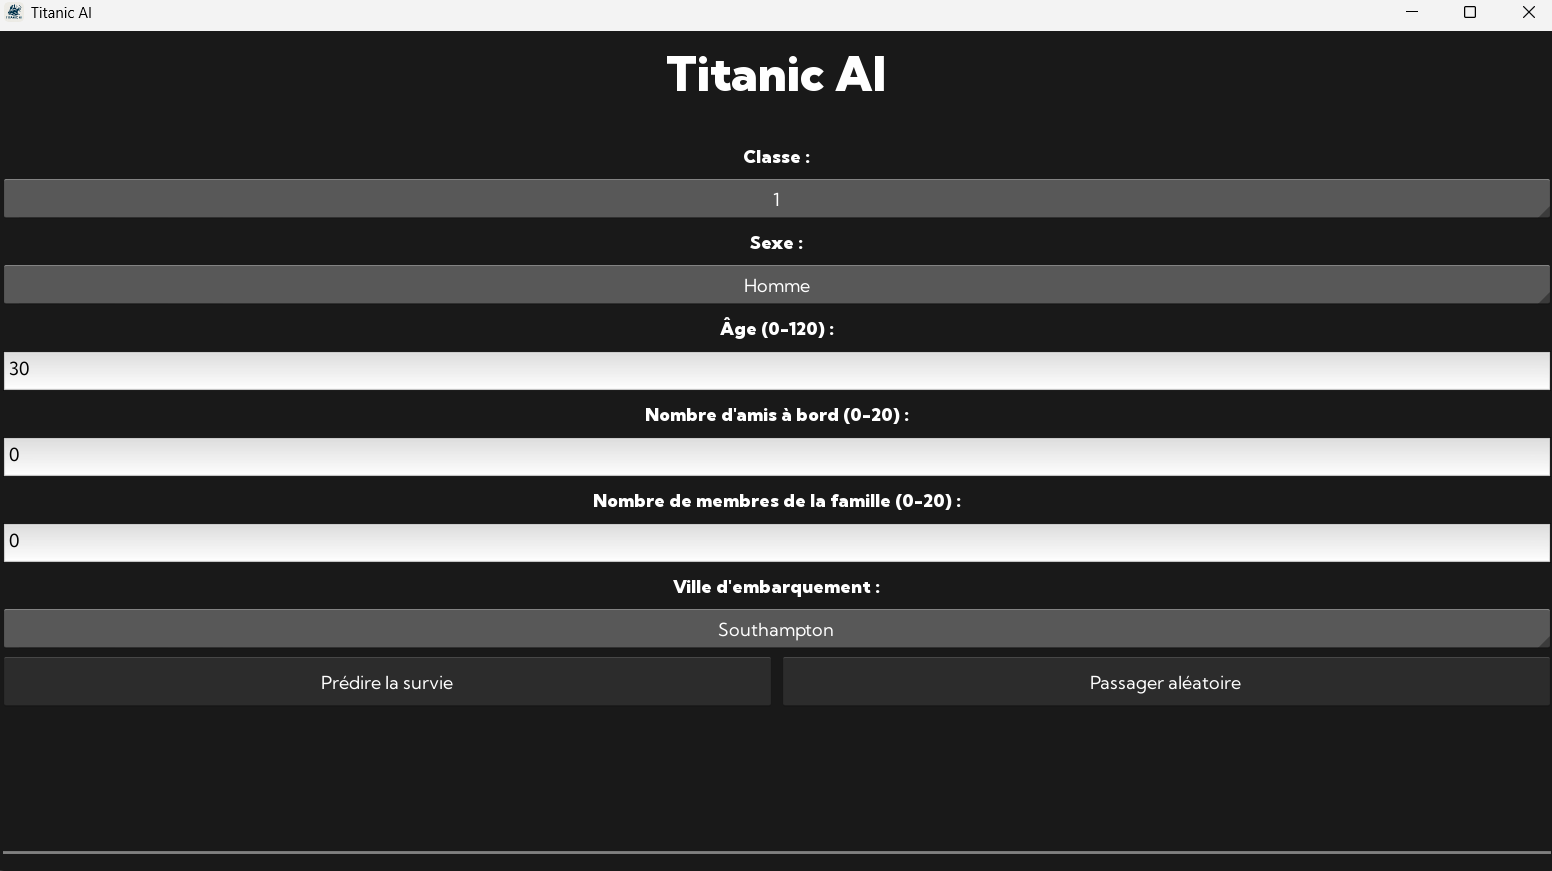 Titanic AI
Titanic AI
Classe :
1
Sexe :
Homme
Âge (0-120) :
30
Nombre d'amis à bord (0-20) :
0
Nombre de membres de la famille (0-20) :
0
Ville d'embarquement :
Southampton
Prédire la survie
Passager aléatoire